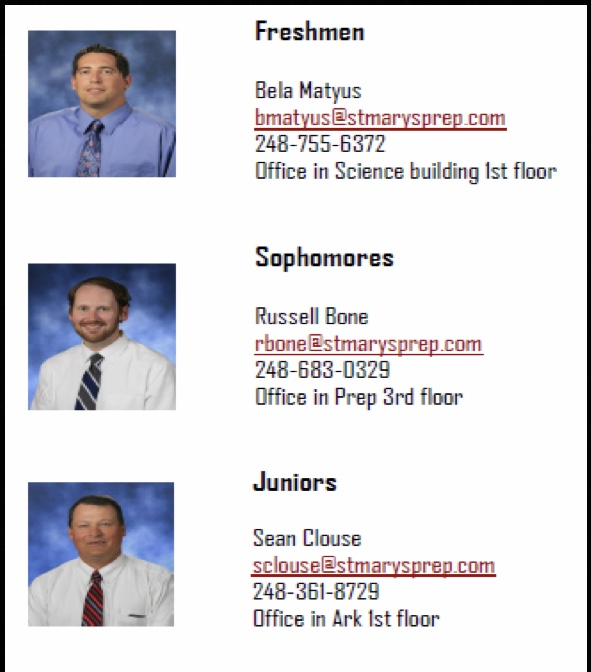 Freshmen
Bela Matyus
bmatyus@stmarysprep.com
248-755-6372
Office in Science building 1st floor
Sophomores
Russell Bone
rbone@stmarysprep.com
248-683-0329
Office in Prep 3rd floor
Juniors
Sean Clouse
sclouse@stmarysprep.com
248-361-8729
Office in Ark 1st floor